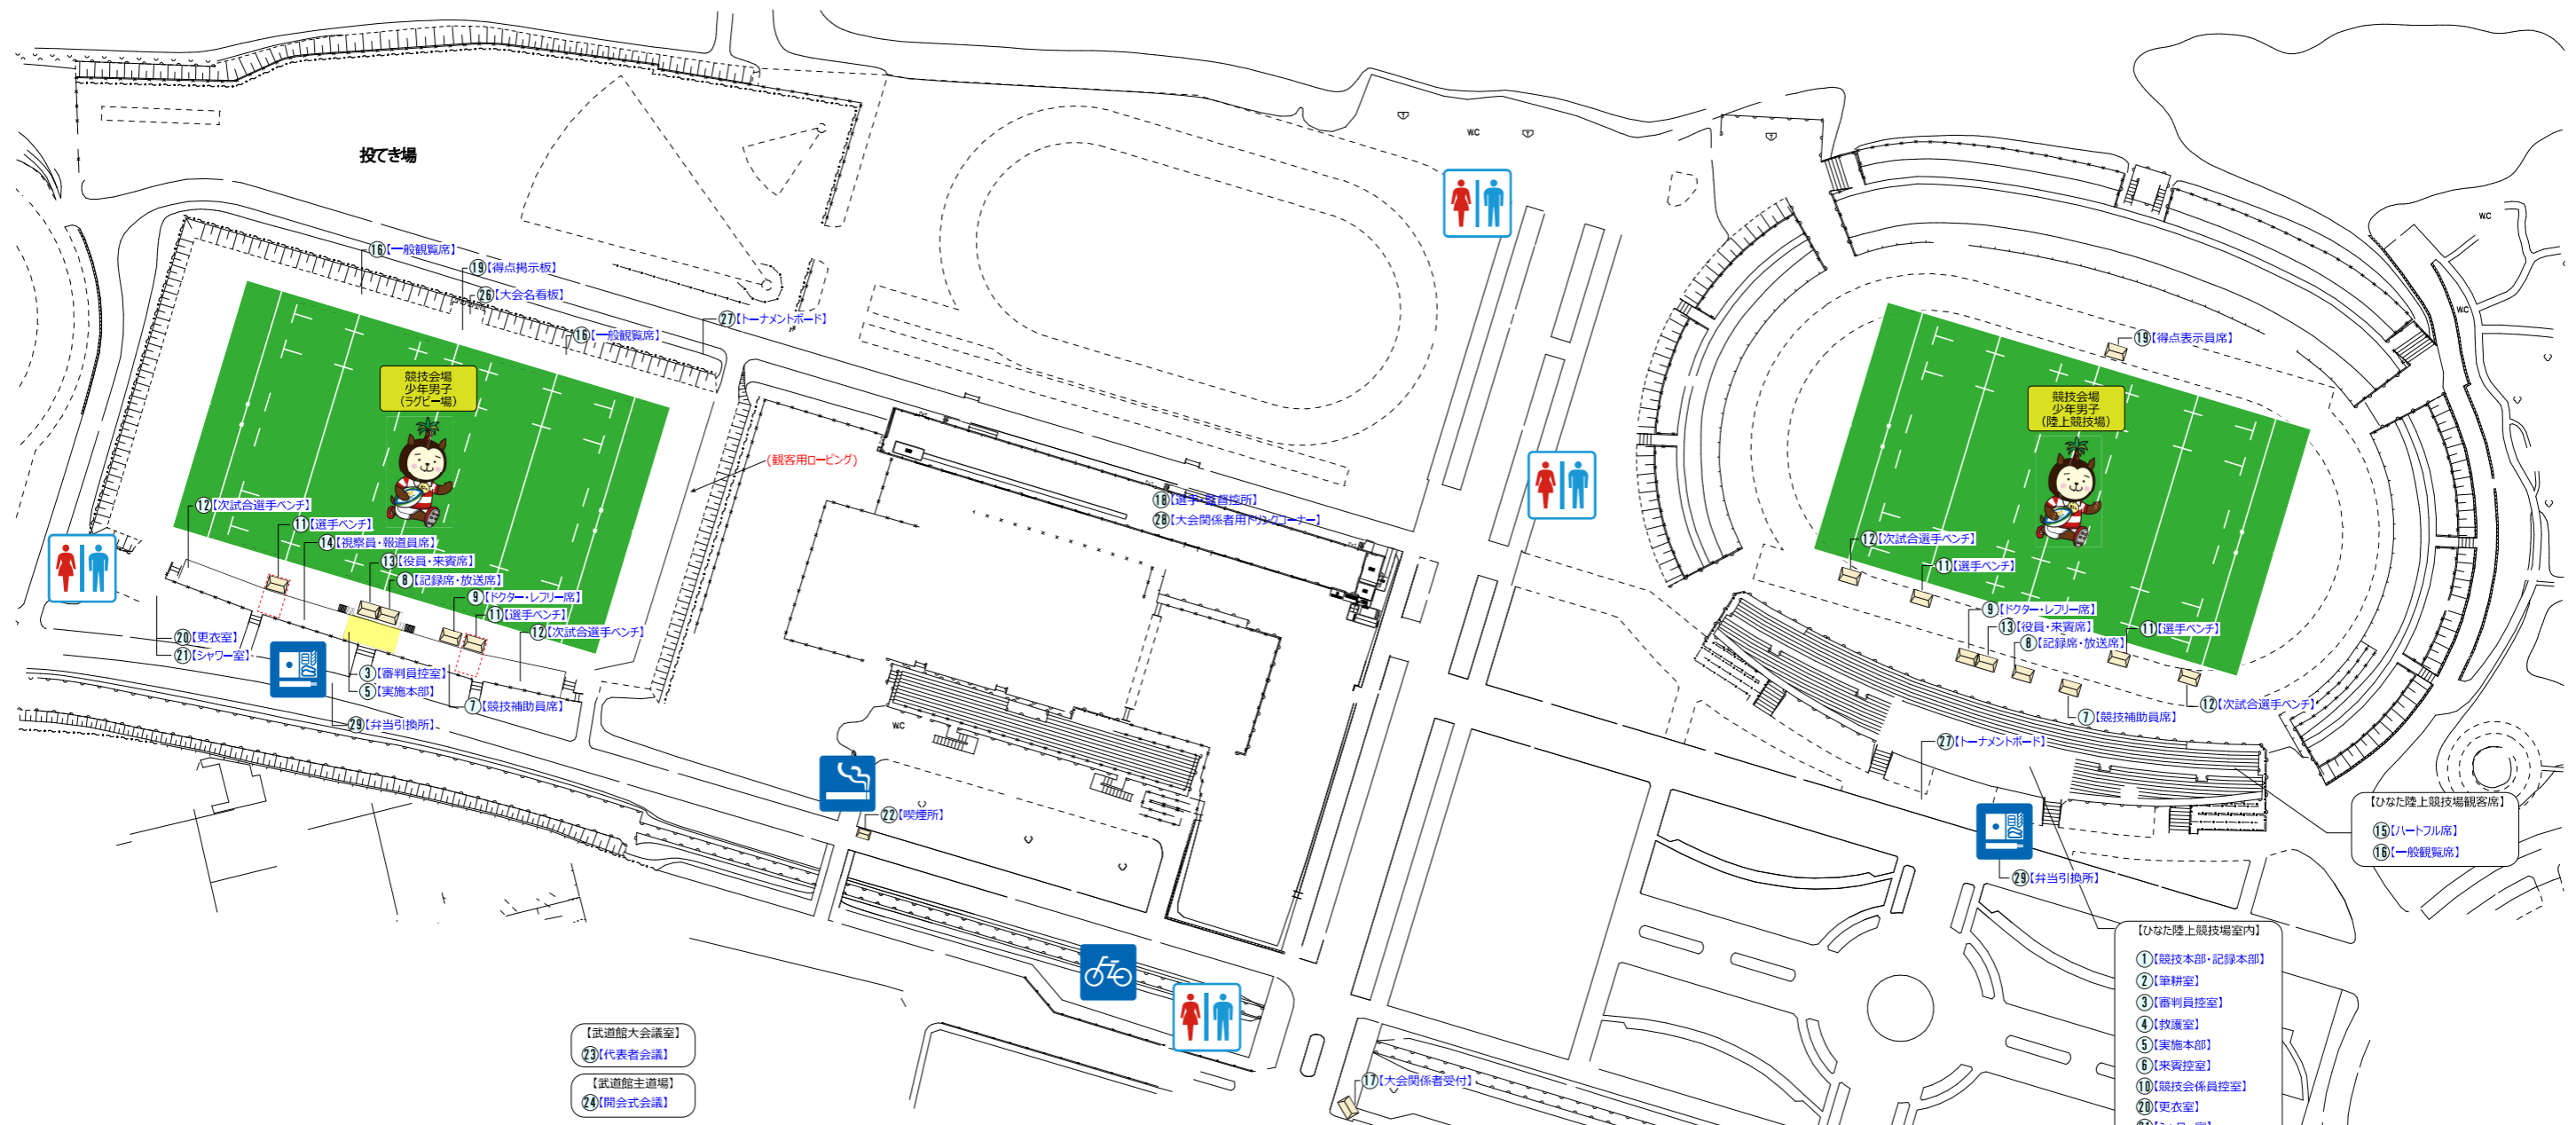 投てき場
⑯【一般観覧席】
⑲【得点掲示板】
㉖【大会名看板】
⑯【一般観覧席】
㉗【トーナメントボード】
競技会場
少年男子
(ラグビー場)
(観客用ロービング)
⑫【次試合選手ベンチ】
⑪【選手ベンチ】
⑭【視察員・報道員席】
⑬【役員・来賓席】
⑧【記録席・放送席】
⑨【ドクター・レフリー席】
⑪【選手ベンチ】
⑫【次試合選手ベンチ】
⑳【更衣室】
㉑【シャワー室】
③【審判員控室】
⑤【実施本部】
⑦【競技補助員席】
㉙【弁当引換所】
⑱【選手・監督控所】
㉘【大会関係者用ドリンクコーナー】
WC
WC
㉒【喫煙所】
【武道館大会議室】
㉓【代表者会議】
【武道館主道場】
㉔【開会式会議】
⑰【大会関係者受付】
WC
WC
⑲【得点表示員席】
競技会場
少年男子
(陸上競技場)
⑫【次試合選手ベンチ】
⑪【選手ベンチ】
⑨【ドクター・レフリー席】
⑬【役員・来賓席】
⑧【記録席・放送席】
⑪【選手ベンチ】
⑫【次試合選手ベンチ】
⑦【競技補助員席】
㉗【トーナメントボード】
㉙【弁当引換所】
【ひなた陸上競技場観客席】
⑮【ハートフル席】
⑯【一般観覧席】
【ひなた陸上競技場室内】
①【競技本部・記録本部】
②【筆耕室】
③【審判員控室】
④【救護室】
⑤【実施本部】
⑥【来賓控室】
⑩【競技会係員控室】
⑳【更衣室】